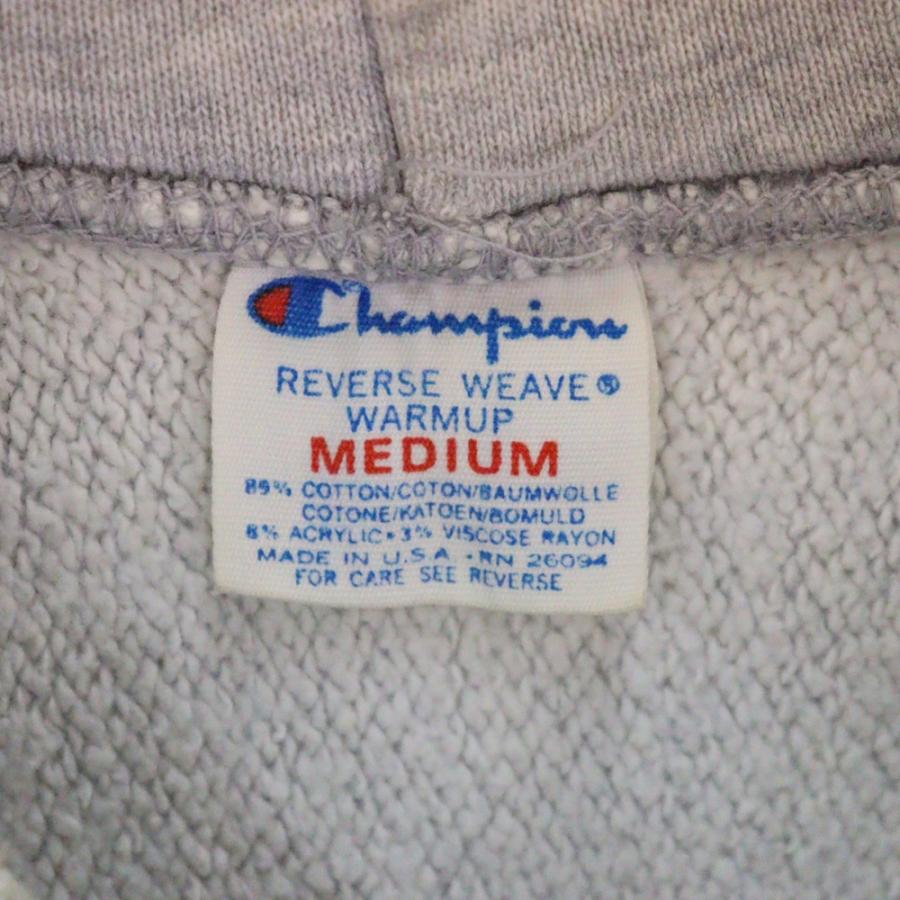 Champion
REVERSE WEAVE®
WARMUP
MEDIUM
89% COTTON/COTON/BAUMWOLLE
COTONE/KATOEN/BOMULD
8% ACRYLIC • 3% VISCOSE RAYON
MADE IN U.S.A • RN 26094
FOR CARE SEE REVERSE